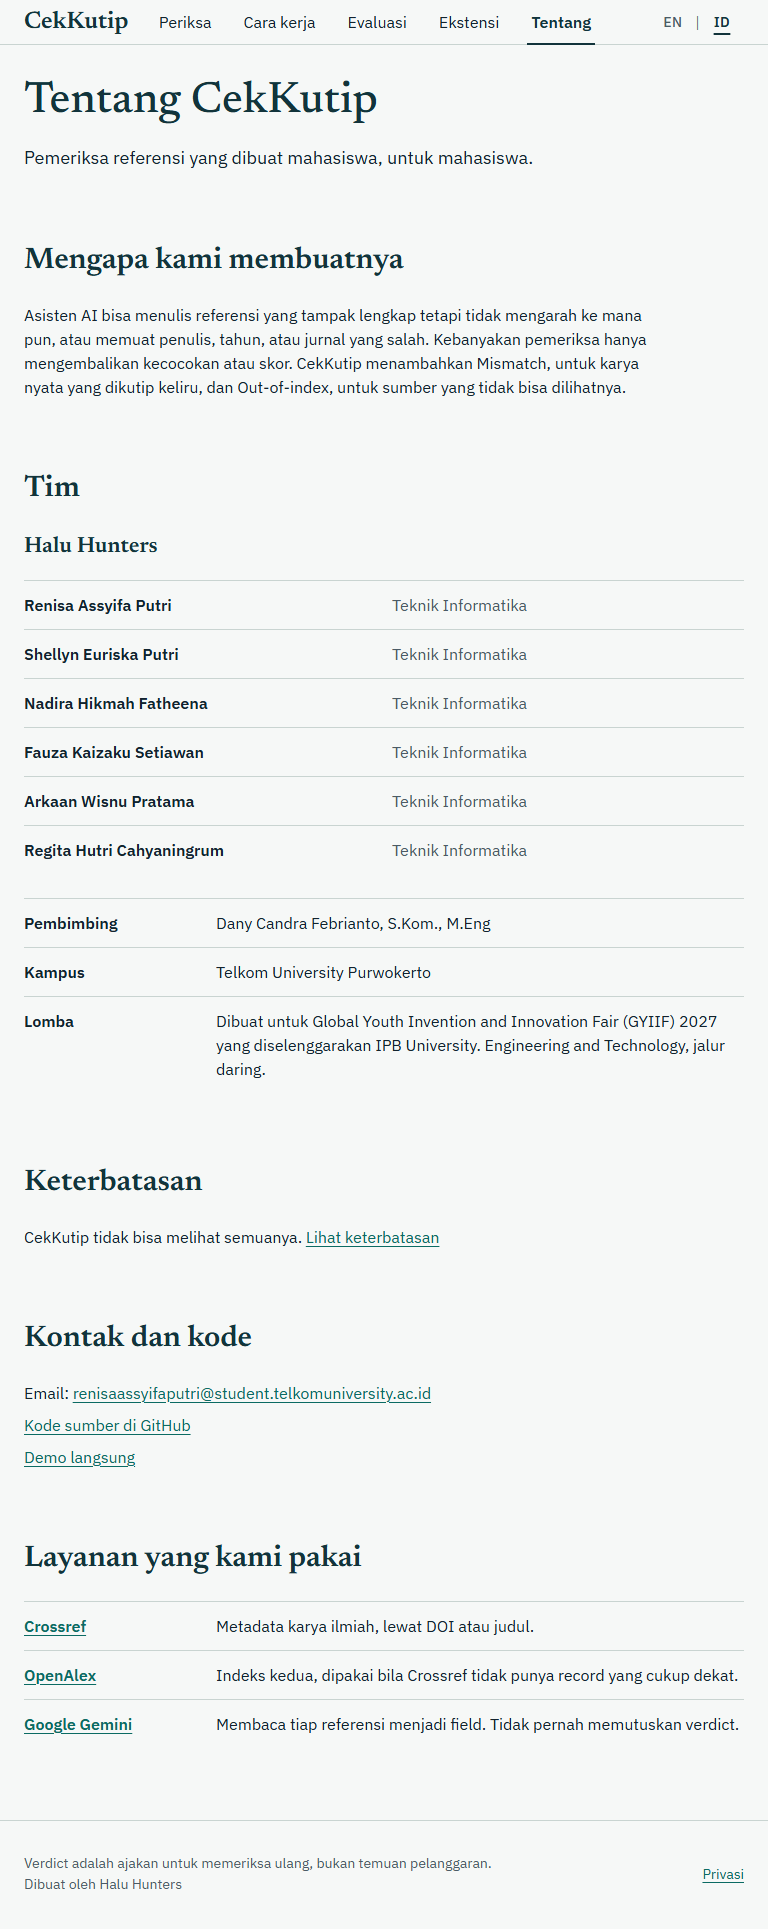 CekKutip Periksa Cara kerja Evaluasi Ekstensi Tentang EN | ID
Tentang CekKutip
Pemeriksa referensi yang dibuat mahasiswa, untuk mahasiswa.
Mengapa kami membuatnya
Asisten AI bisa menulis referensi yang tampak lengkap tetapi tidak mengarah ke mana
pun, atau memuat penulis, tahun, atau jurnal yang salah. Kebanyakan pemeriksa hanya
mengembalikan kecocokan atau skor. CekKutip menambahkan Mismatch, untuk karya
nyata yang dikutip keliru, dan Out-of-index, untuk sumber yang tidak bisa dilihatnya.
Tim
Halu Hunters
Renisa Assyifa Putri Teknik Informatika
Shellyn Euriska Putri Teknik Informatika
Nadira Hikmah Fatheena Teknik Informatika
Fauza Kaizaku Setiawan Teknik Informatika
Arkaan Wisnu Pratama Teknik Informatika
Regita Hutri Cahyaningrum Teknik Informatika
Pembimbing Dany Candra Febrianto, S.Kom., M.Eng
Kampus Telkom University Purwokerto
Lomba Dibuat untuk Global Youth Invention and Innovation Fair (GYIIF) 2027
yang diselenggarakan IPB University. Engineering and Technology, jalur
daring.
Keterbatasan
CekKutip tidak bisa melihat semuanya. Lihat keterbatasan
Kontak dan kode
Email: renisaassyifaputri@student.telkomuniversity.ac.id
Kode sumber di GitHub
Demo langsung
Layanan yang kami pakai
Crossref Metadata karya ilmiah, lewat DOI atau judul.
OpenAlex Indeks kedua, dipakai bila Crossref tidak punya record yang cukup dekat.
Google Gemini Membaca tiap referensi menjadi field. Tidak pernah memutuskan verdict.
Verdict adalah ajakan untuk memeriksa ulang, bukan temuan pelanggaran.
Dibuat oleh Halu Hunters
Privasi